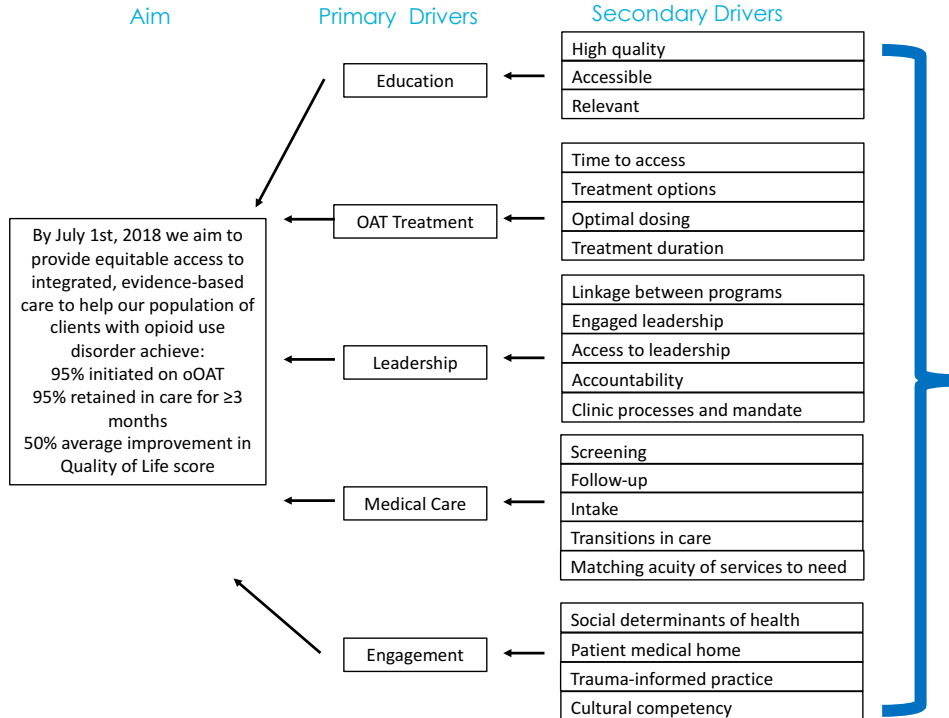 Aim
Primary Drivers
Secondary Drivers
By July 1st, 2018 we aim to
provide equitable access to
integrated, evidence-based
care to help our population of
clients with opioid use
disorder achieve:
95% initiated on oOAT
95% retained in care for ≥3
months
50% average improvement in
Quality of Life score
Education
High quality
Accessible
Relevant
OAT Treatment
Time to access
Treatment options
Optimal dosing
Treatment duration
Leadership
Linkage between programs
Engaged leadership
Access to leadership
Accountability
Clinic processes and mandate
Medical Care
Screening
Follow-up
Intake
Transitions in care
Matching acuity of services to need
Engagement
Social determinants of health
Patient medical home
Trauma-informed practice
Cultural competency